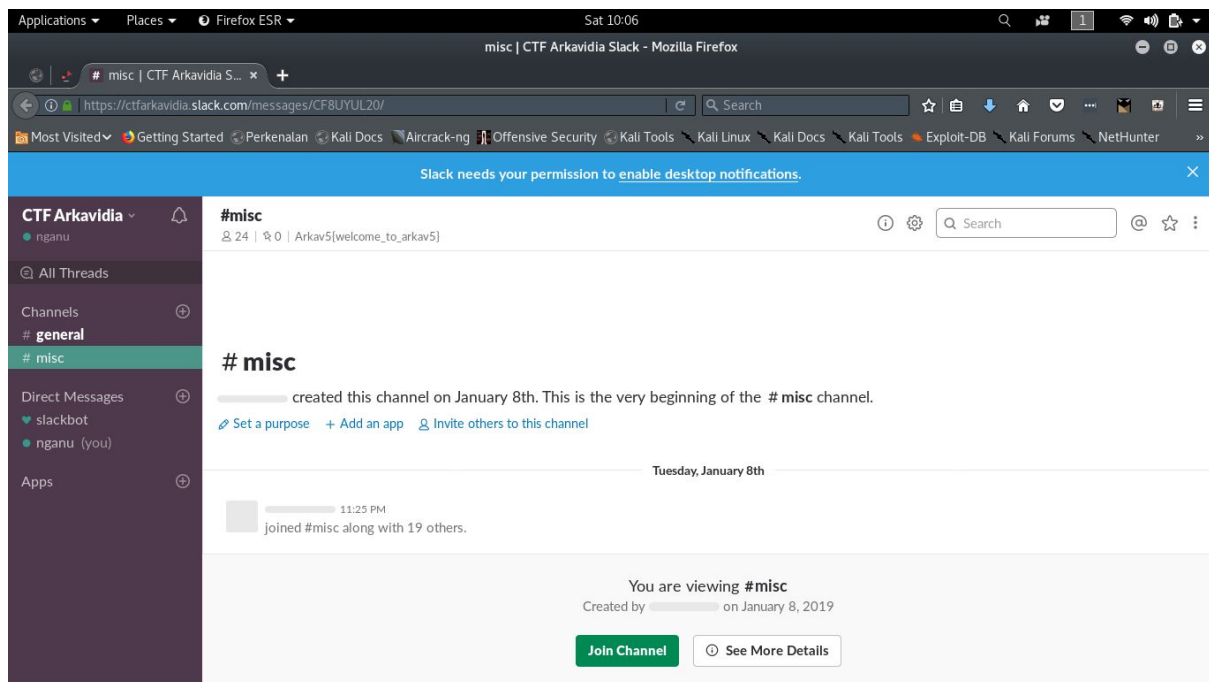 Applications Places Firefox ESR Sat 10:06 1
misc | CTF Arkavidia Slack - Mozilla Firefox
# misc | CTF Arkavidia S... × +
https://ctfarkavidia.slack.com/messages/CF8UYUL20/ Search
Most Visited Getting Started Perkenalan Kali Docs Aircrack-ng Offensive Security Kali Tools Kali Linux Kali Docs Kali Tools Exploit-DB Kali Forums NetHunter »
Slack needs your permission to enable desktop notifications. ×
CTF Arkavidia
nganu
All Threads
Channels
# general
# misc
Direct Messages
slackbot
nganu (you)
Apps
#misc
24 | 0 | Arkav5{welcome_to_arkav5}
Search
# misc
created this channel on January 8th. This is the very beginning of the # misc channel.
Set a purpose + Add an app Invite others to this channel
Tuesday, January 8th
11:25 PM
joined #misc along with 19 others.
You are viewing #misc
Created by on January 8, 2019
Join Channel See More Details